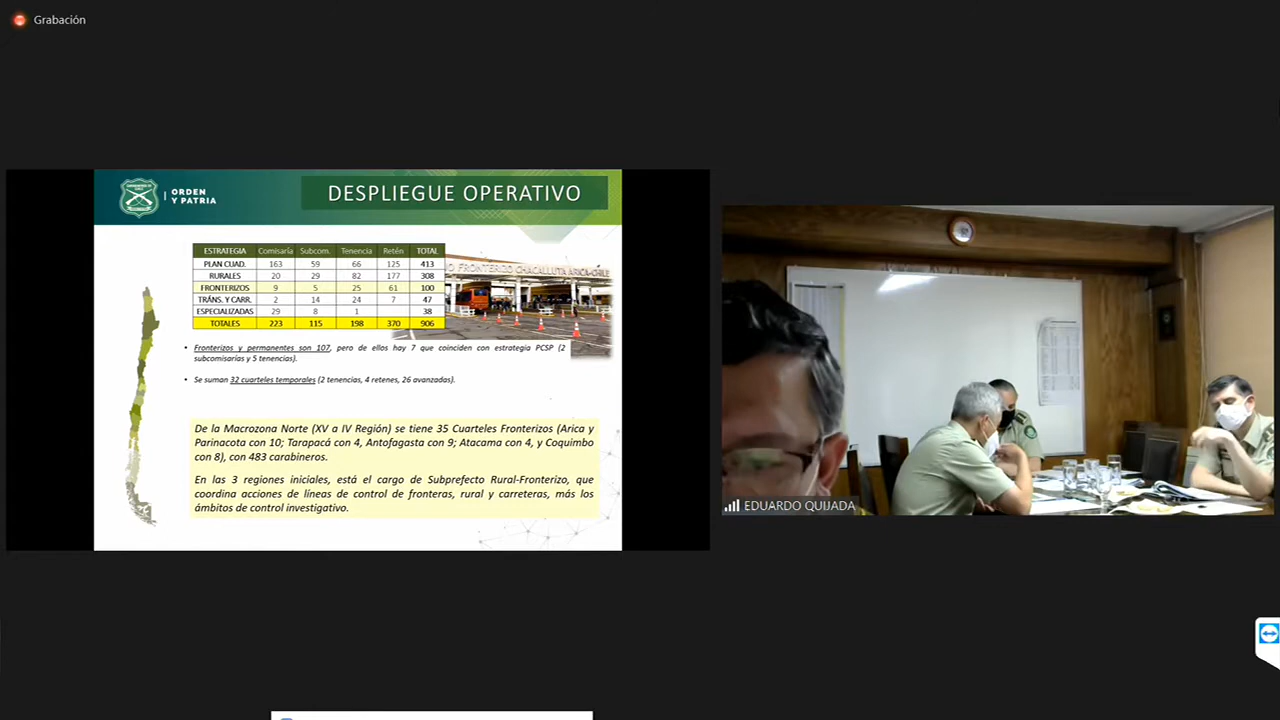 Grabación
ORDEN
Y PATRIA
DESPLIEGUE OPERATIVO
ESTRATEGIA Comisaría Subcom. Tenencia Retén TOTAL
PLAN CUAD. 163 59 66 125 413
RURALES 20 29 82 177 308
FRONTERIZOS 9 5 25 61 100
TRÁNS. Y CARR. 2 14 24 7 47
ESPECIALIZADAS 29 8 1 38
TOTALES 223 115 198 370 906
FRONTERIZO CHACALLUTA ARICA-CHILE
• Fronterizos y permanentes son 107, pero de ellos hay 7 que coinciden con estrategia PCSP (2
subcomisarías y 5 tenencias).
• Se suman 32 cuarteles temporales (2 tenencias, 4 retenes, 26 avanzadas).
De la Macrozona Norte (XV a IV Región) se tiene 35 Cuarteles Fronterizos (Arica y
Parinacota con 10; Tarapacá con 4, Antofagasta con 9; Atacama con 4, y Coquimbo
con 8), con 483 carabineros.
En las 3 regiones iniciales, está el cargo de Subprefecto Rural-Fronterizo, que
coordina acciones de líneas de control de fronteras, rural y carreteras, más los
ámbitos de control investigativo.
EDUARDO QUIJADA